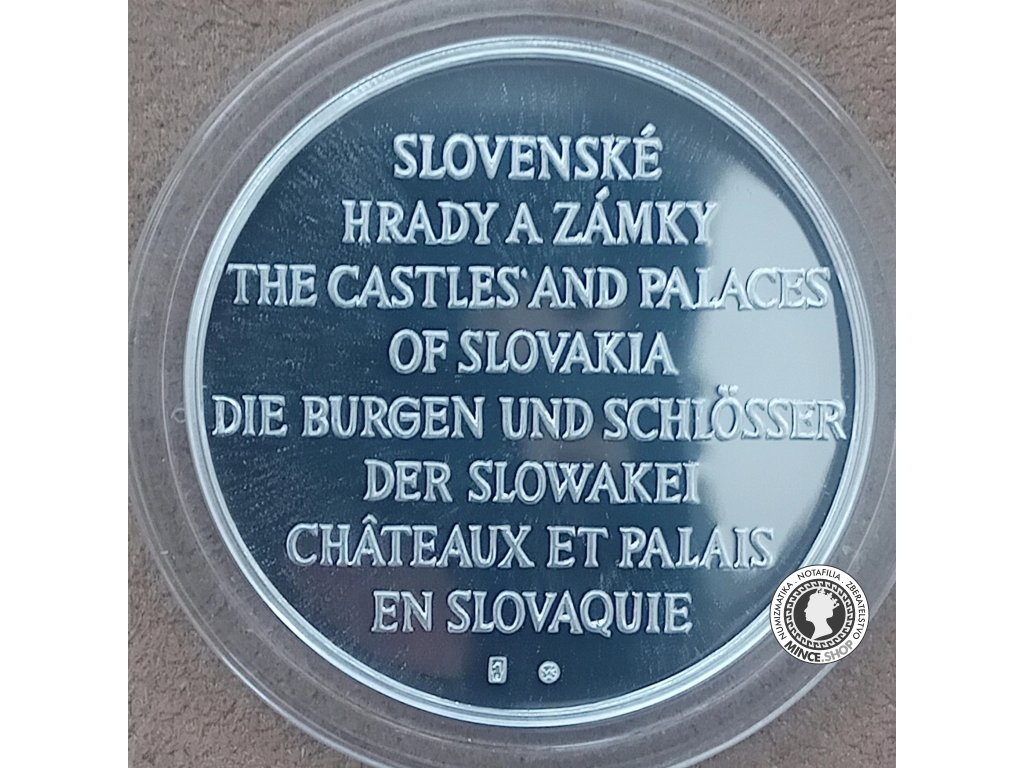 SLOVENSKÉ
HRADY A ZÁMKY
THE CASTLES AND PALACES
OF SLOVAKIA
DIE BURGEN UND SCHLÖSSER
DER SLOWAKEI
CHÂTEAUX ET PALAIS
EN SLOVAQUIE
NUMIZMATIKA . NOTAFILIA . ZBERATELSTVO
MINCE.SHOP